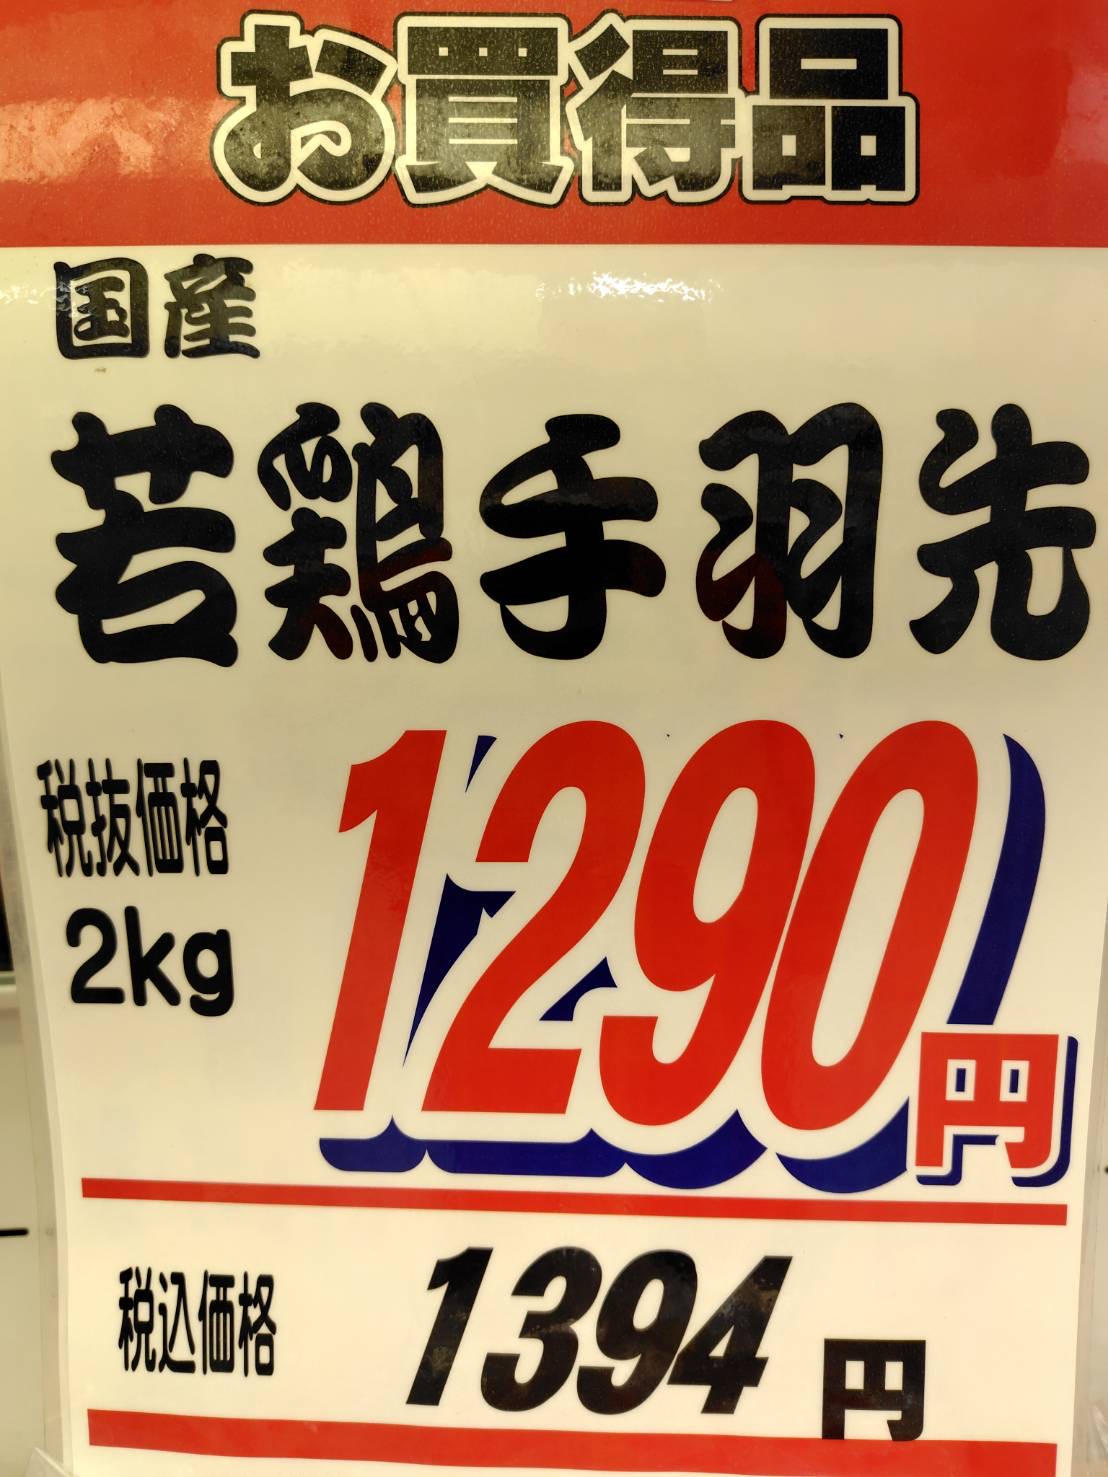 お買得品
国産
若鶏手羽先
税抜価格
2kg
1290円
税込価格
1394円